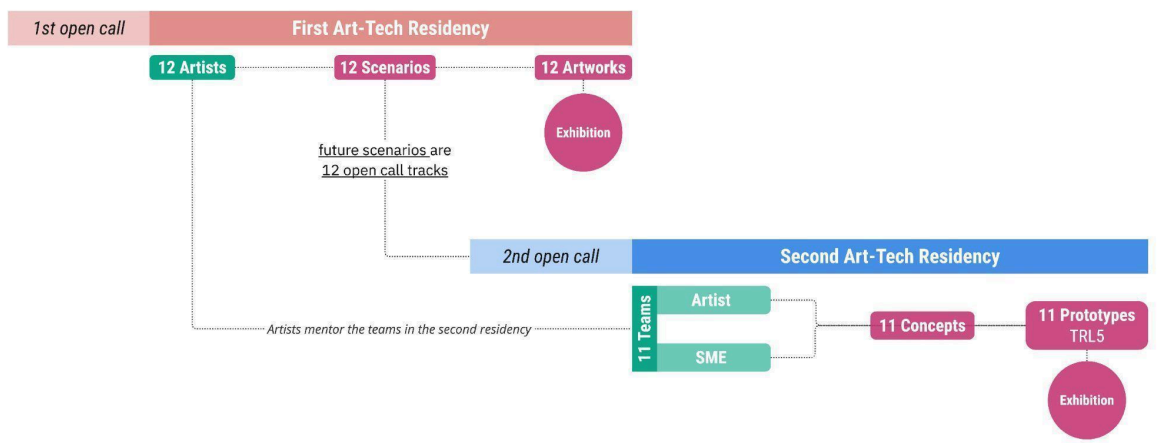 1st open call
First Art-Tech Residency
12 Artists
12 Scenarios
12 Artworks
Exhibition
future scenarios are
12 open call tracks
2nd open call
Second Art-Tech Residency
11 Teams
Artist
SME
Artists mentor the teams in the second residency
11 Concepts
11 Prototypes
TRL5
Exhibition